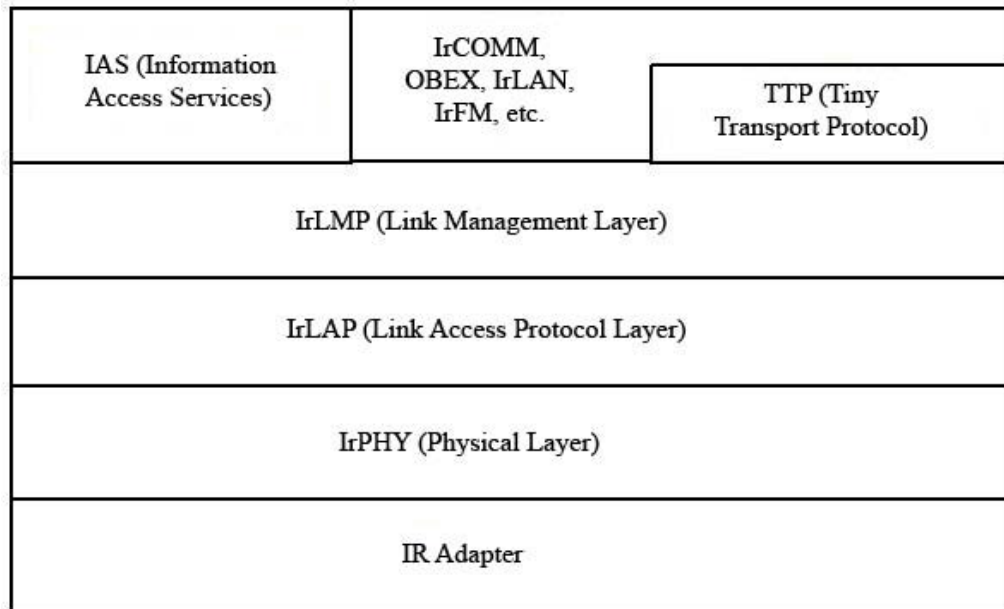 IAS (Information
Access Services)
IrCOMM,
OBEX, IrLAN,
IrFM, etc.
TTP (Tiny
Transport Protocol)
IrLMP (Link Management Layer)
IrLAP (Link Access Protocol Layer)
IrPHY (Physical Layer)
IR Adapter